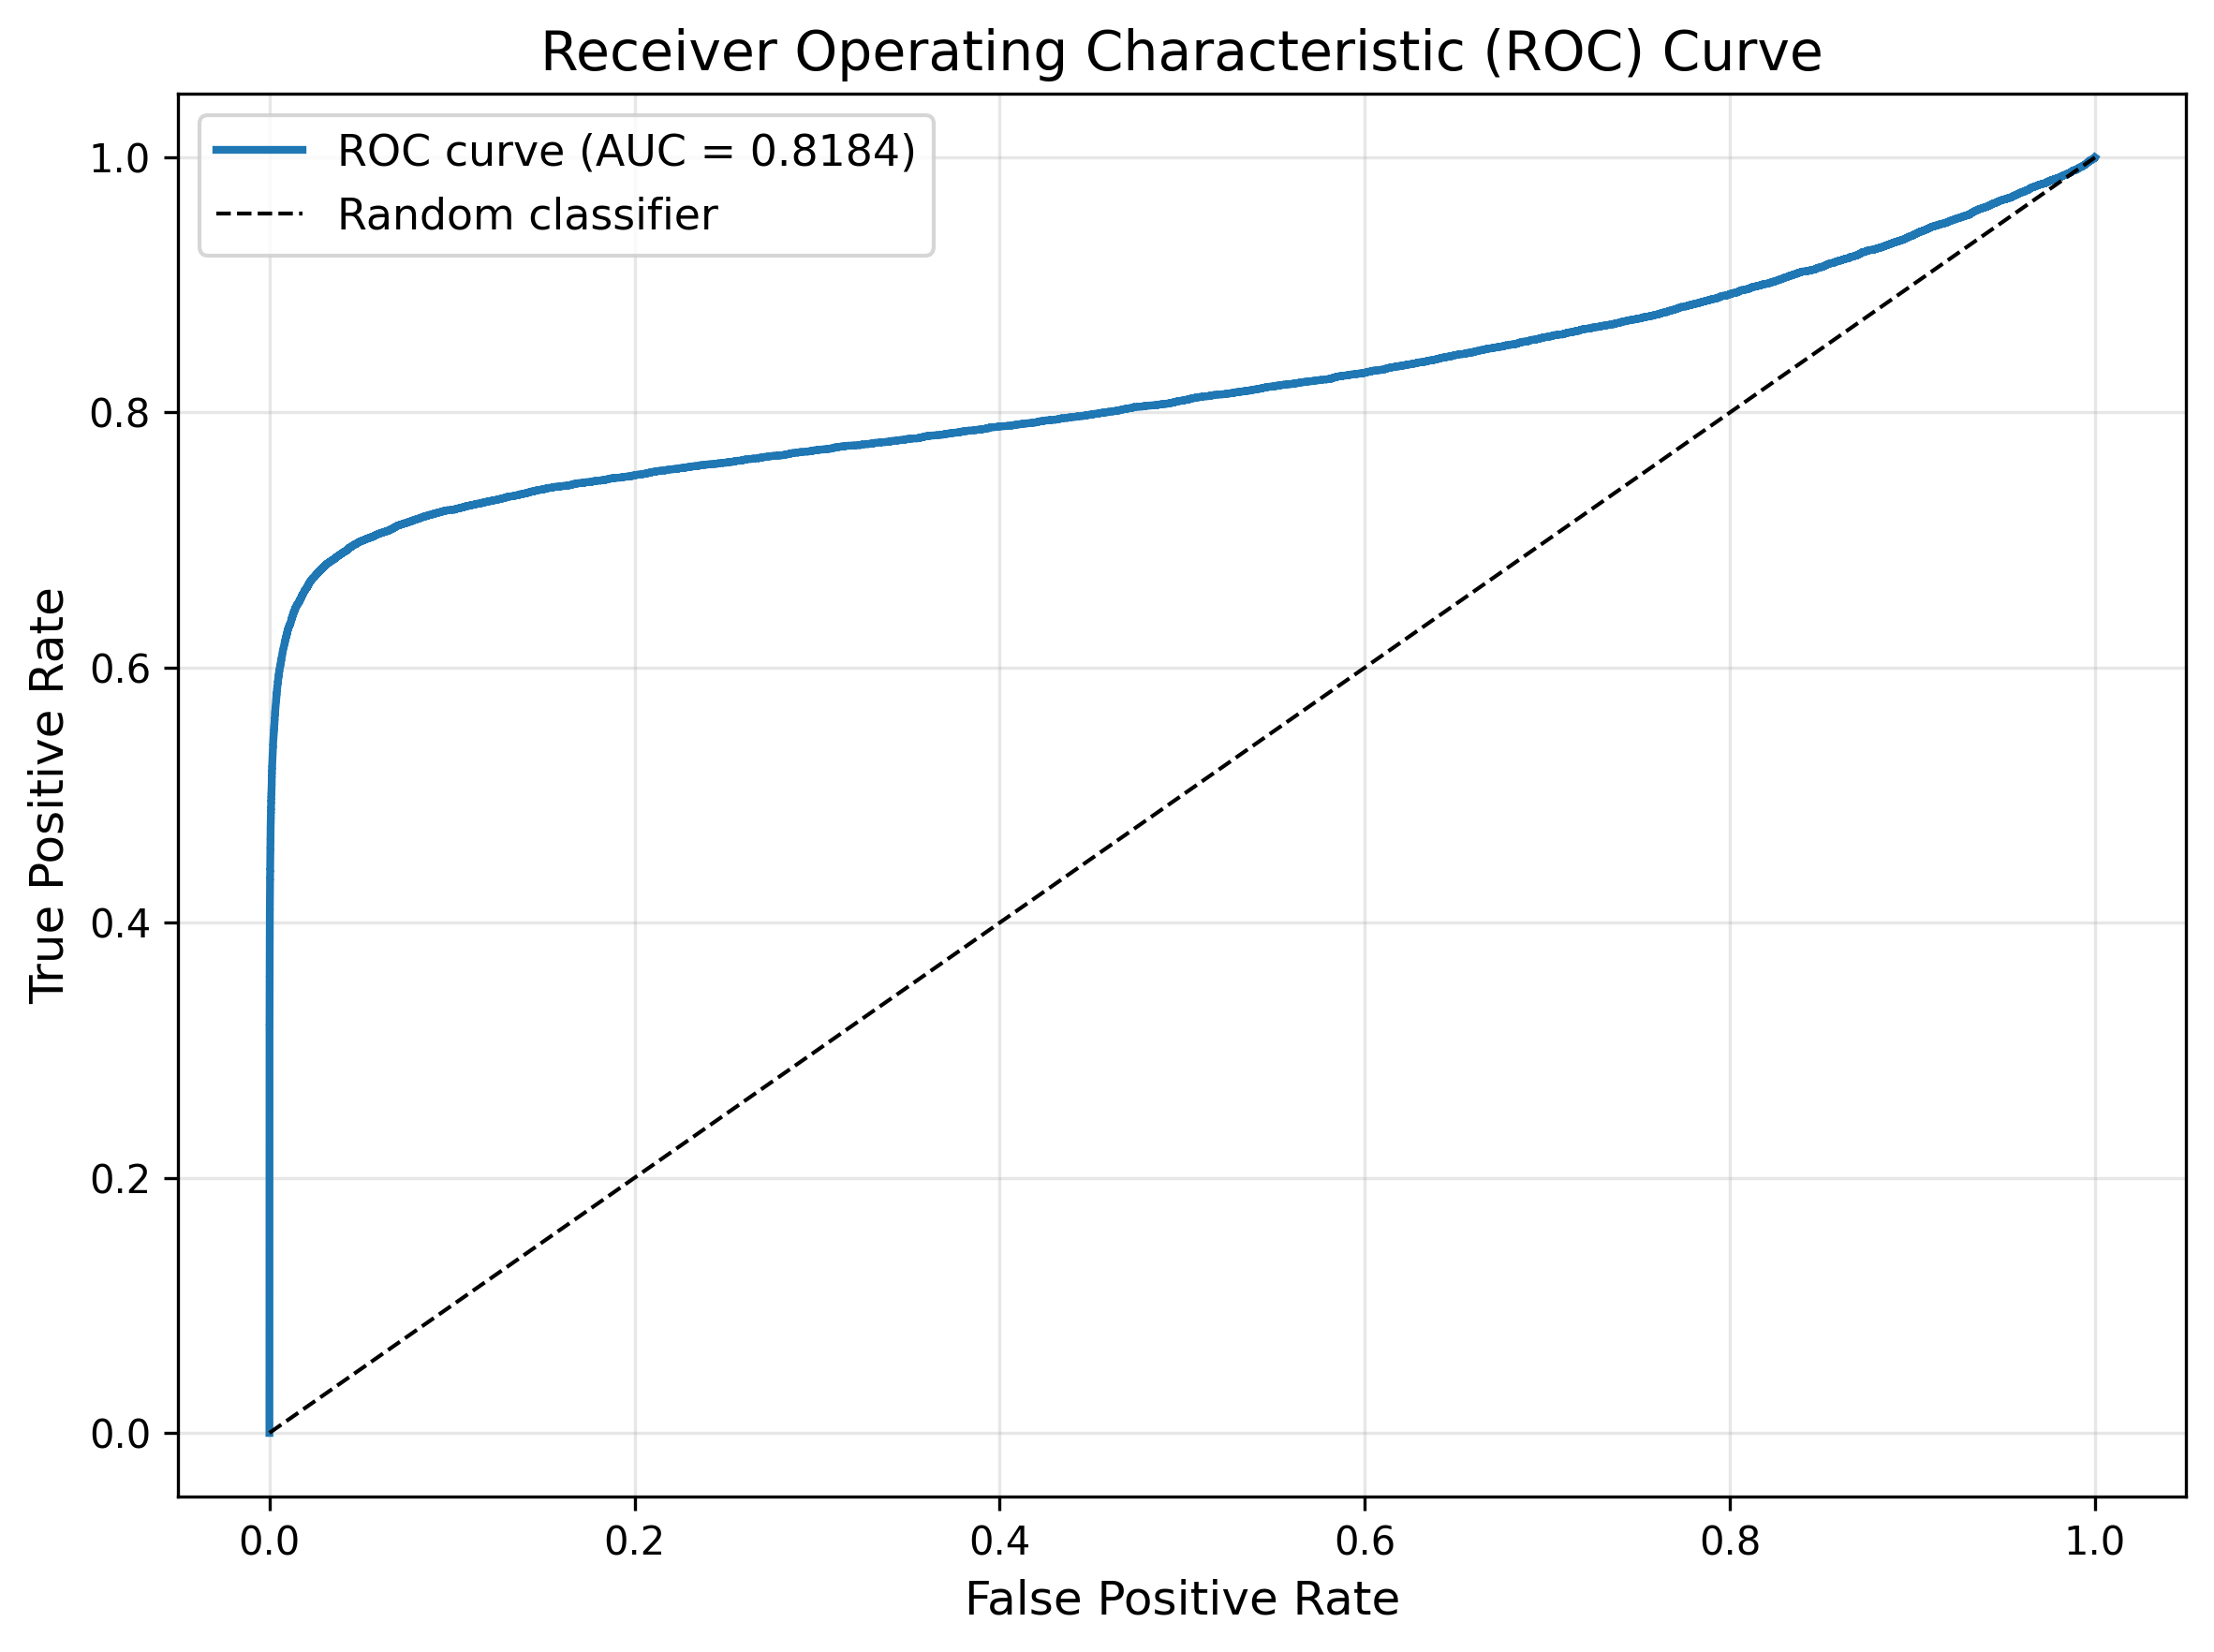 Receiver Operating Characteristic (ROC) Curve
ROC curve (AUC = 0.8184)
Random classifier
True Positive Rate
1.0
0.8
0.6
0.4
0.2
0.0
0.0 0.2 0.4 0.6 0.8 1.0
False Positive Rate